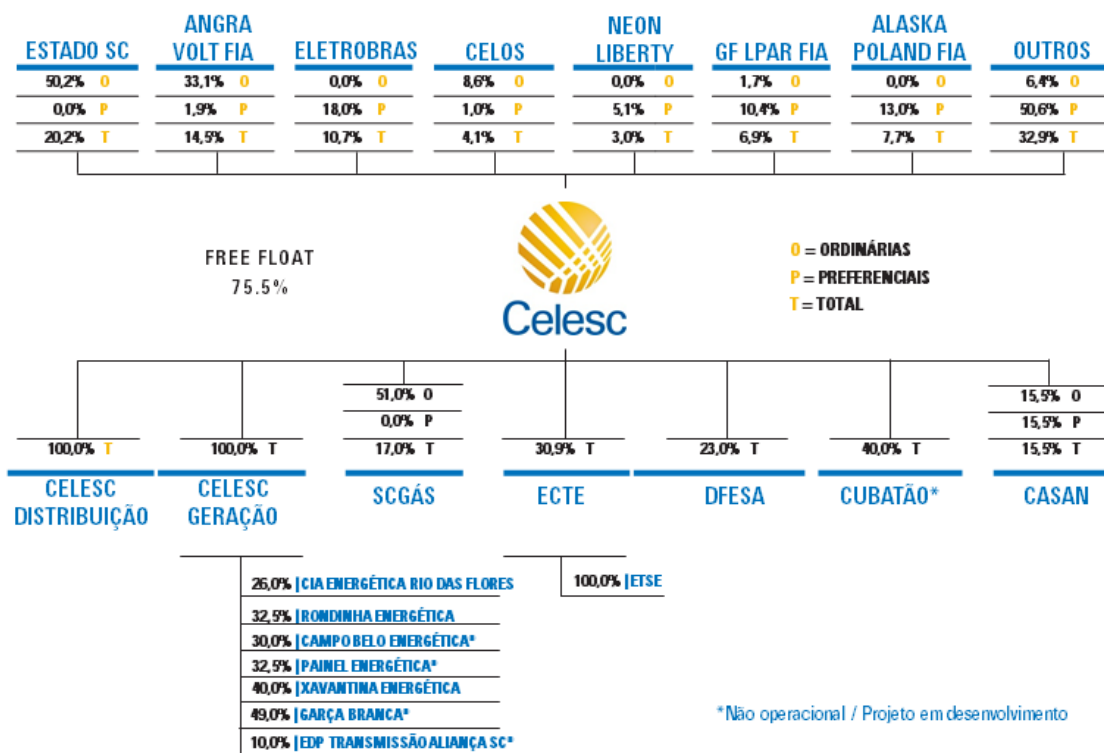 ESTADO SC
50,2% O
0,0% P
20,2% T
ANGRA
VOLT FIA
33,1% O
1,9% P
14,5% T
ELETROBRAS
0,0% O
18,0% P
10,7% T
CELOS
8,6% O
1,0% P
4,1% T
NEON
LIBERTY
0,0% O
5,1% P
3,0% T
GF LPAR FIA
1,7% O
10,4% P
6,9% T
ALASKA
POLAND FIA
0,0% O
13,0% P
7,7% T
OUTROS
6,4% O
50,6% P
32,9% T
FREE FLOAT
75.5%
Celesc
O = ORDINÁRIAS
P = PREFERENCIAIS
T = TOTAL
100,0% T
CELESC
DISTRIBUIÇÃO
100,0% T
CELESC
GERAÇÃO
51,0% O
0,0% P
17,0% T
SCGÁS
30,9% T
ECTE
23,0% T
DFESA
40,0% T
CUBATÃO*
15,5% O
15,5% P
15,5% T
CASAN
26,0% | CIA ENERGÉTICA RIO DAS FLORES
32,5% | RONDINHA ENERGÉTICA
30,0% | CAMPO BELO ENERGÉTICA*
32,5% | PAINEL ENERGÉTICA*
40,0% | XAVANTINA ENERGÉTICA
49,0% | GARÇA BRANCA*
10,0% | EDP TRANSMISSÃO ALIANÇA SC*
100,0% | ETSE
*Não operacional / Projeto em desenvolvimento